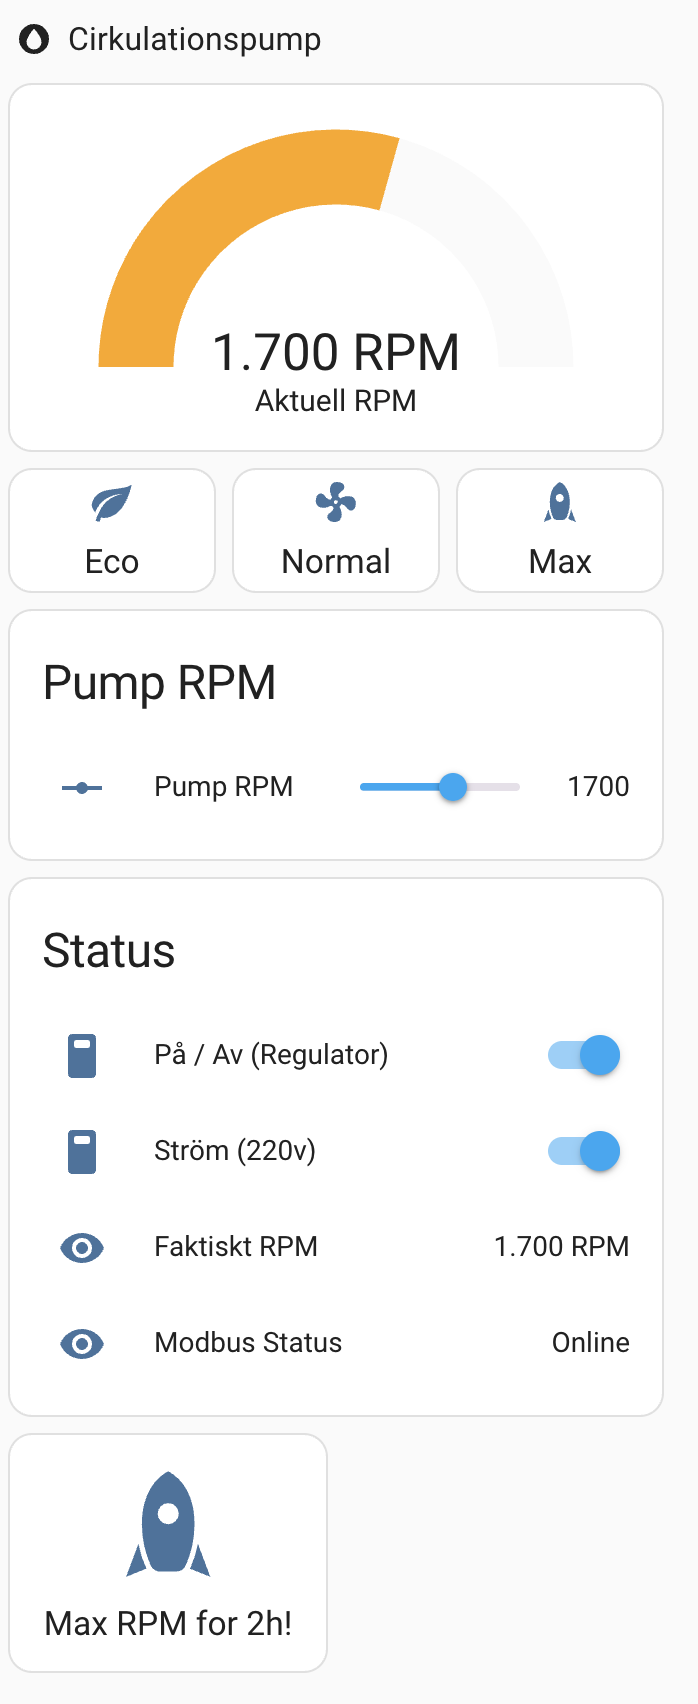 Cirkulationspump
1.700 RPM
Aktuell RPM
Eco
Normal
Max
Pump RPM
Pump RPM 1700
Status
På / Av (Regulator)
Ström (220v)
Faktiskt RPM 1.700 RPM
Modbus Status Online
Max RPM for 2h!